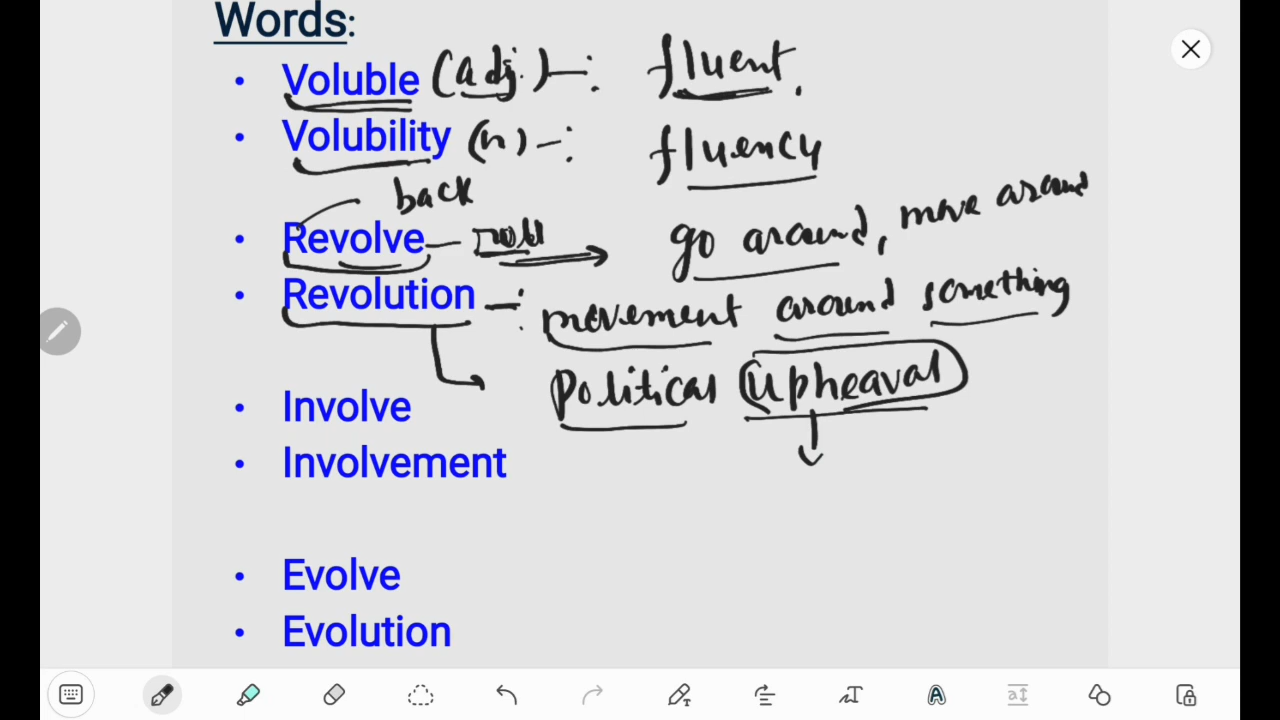 Words:
• Voluble (adj.) -: fluent.
• Volubility (n) -: fluency
back
• Revolve - roll → go around, move around
• Revolution -: movement around something
Political Upheaval
• Involve
• Involvement
• Evolve
• Evolution